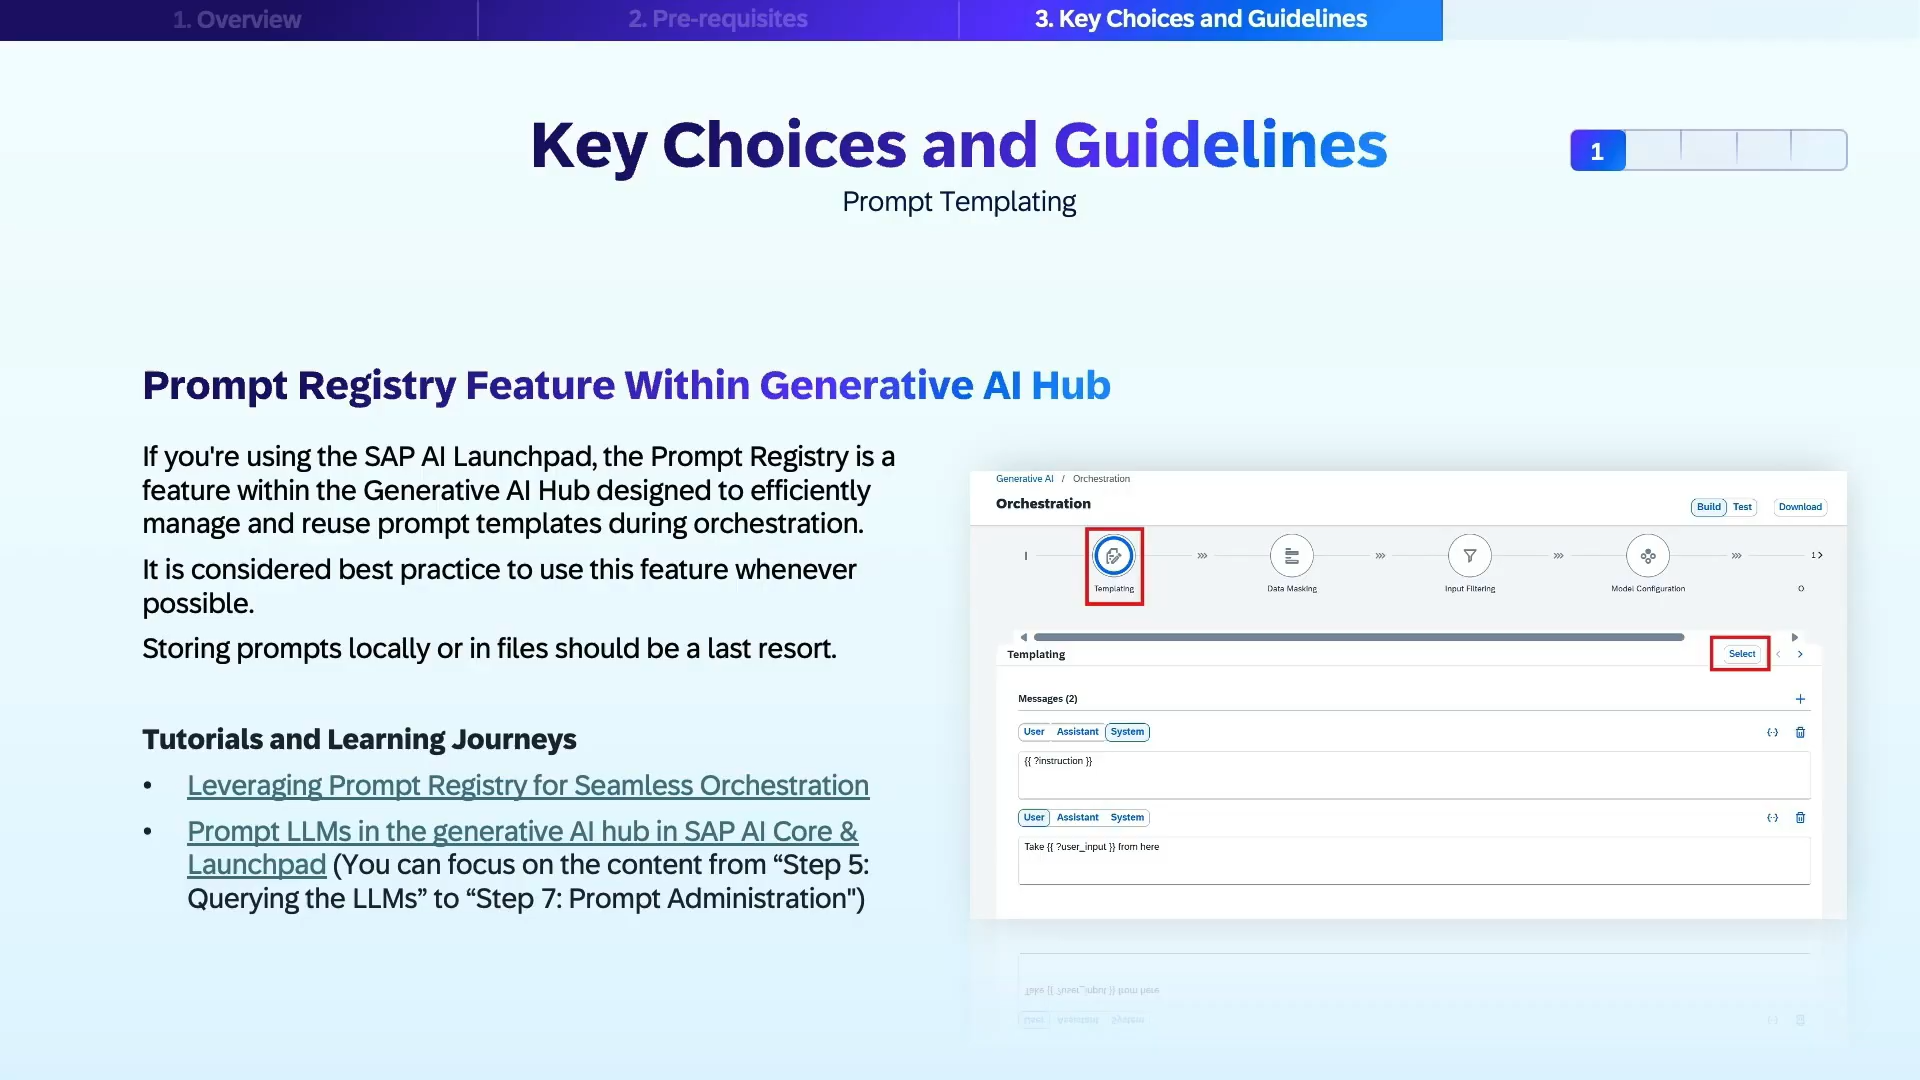 1. Overview
2. Pre-requisites
3. Key Choices and Guidelines
Key Choices and Guidelines
1
Prompt Templating
Prompt Registry Feature Within Generative AI Hub
If you're using the SAP AI Launchpad, the Prompt Registry is a
feature within the Generative AI Hub designed to efficiently
manage and reuse prompt templates during orchestration.
It is considered best practice to use this feature whenever
possible.
Storing prompts locally or in files should be a last resort.
Tutorials and Learning Journeys
• Leveraging Prompt Registry for Seamless Orchestration
• Prompt LLMs in the generative AI hub in SAP AI Core &
Launchpad (You can focus on the content from “Step 5:
Querying the LLMs” to “Step 7: Prompt Administration")
Generative AI / Orchestration
Orchestration
Build Test Download
I
1
Templating
Data Masking
Input Filtering
Model Configuration
O
Templating
Select
Messages (2)
User Assistant System
{{ ?instruction }}
User Assistant System
Take {{ ?user_input }} from here